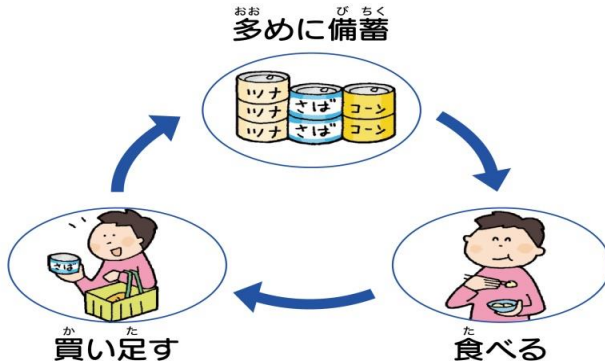 おお び ちく
多めに備蓄
ツナ
ツナ
ツナ
さば
さば
コーン
コーン
さば
か た
買い足す
た
食べる